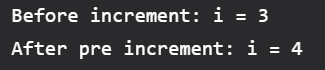 Before increment: i = 3
After pre increment: i = 4